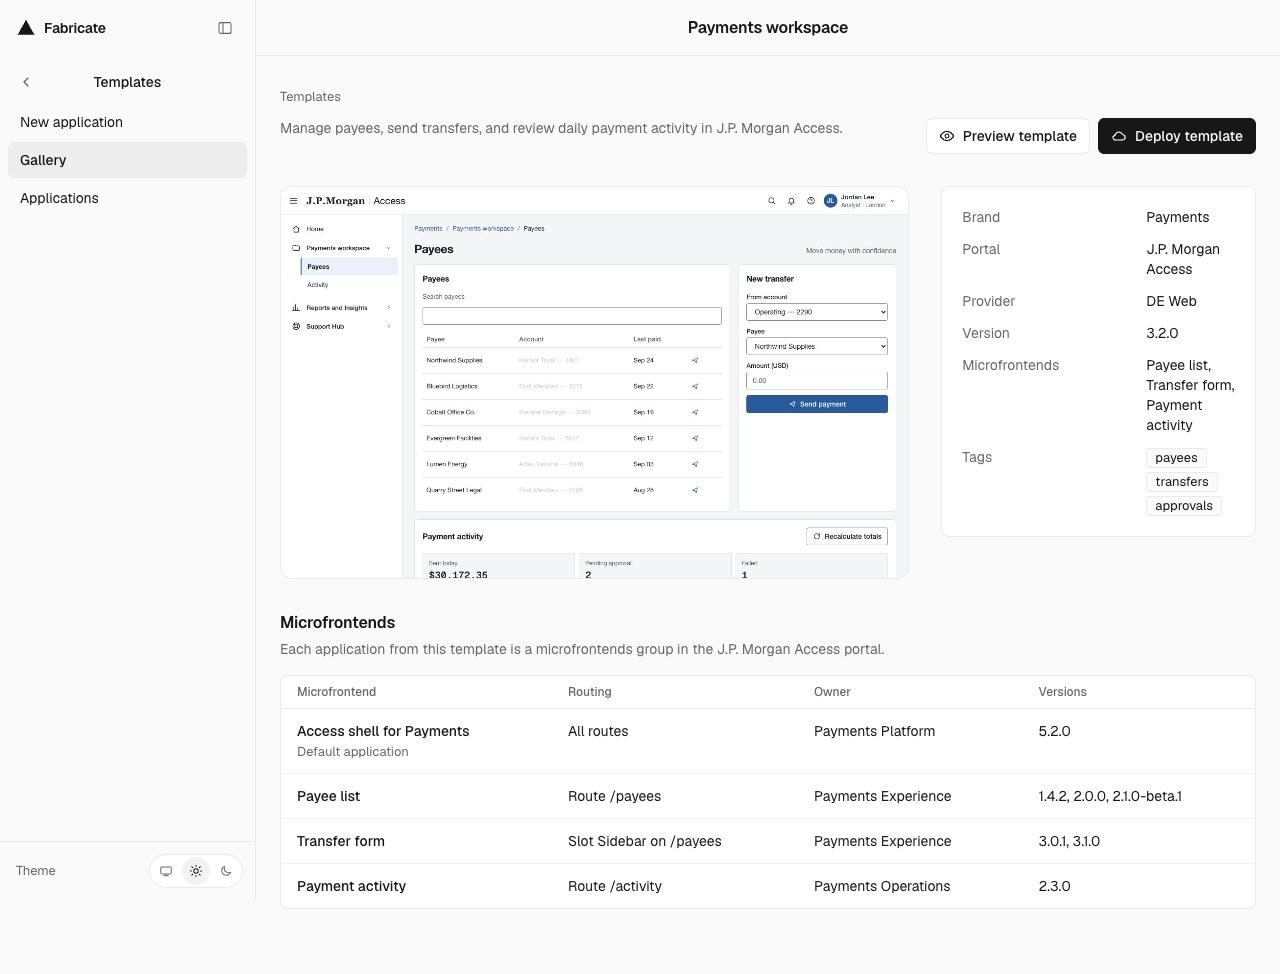 Fabricate
Payments workspace
Templates
New application
Gallery
Applications
Theme
Templates
Manage payees, send transfers, and review daily payment activity in J.P. Morgan Access.
Preview template
Deploy template
J.P.Morgan Access
JL
Jordan Lee
Analyst · London
Home
Payments workspace
Payees
Activity
Reports and Insights
Support Hub
Payments / Payments workspace / Payees
Payees
Move money with confidence
Payees
Search payees
Payee Account Last paid
Northwind Supplies Sep 24
Bluebird Logistics Sep 22
Cobalt Office Co. Sep 19
Evergreen Facilities Sep 12
Lumen Energy Sep 03
Quarry Street Legal Aug 28
New transfer
From account
Operating ··· 2290
Payee
Northwind Supplies
Amount (USD)
0.00
Send payment
Payment activity
Recalculate totals
Sent today
$30,172.35
Pending approval
2
Failed
1
Brand Payments
Portal J.P. Morgan
Access
Provider DE Web
Version 3.2.0
Microfrontends Payee list,
Transfer form,
Payment
activity
Tags payees
transfers
approvals
Microfrontends
Each application from this template is a microfrontends group in the J.P. Morgan Access portal.
Microfrontend Routing Owner Versions
Access shell for Payments All routes Payments Platform 5.2.0
Default application
Payee list Route /payees Payments Experience 1.4.2, 2.0.0, 2.1.0-beta.1
Transfer form Slot Sidebar on /payees Payments Experience 3.0.1, 3.1.0
Payment activity Route /activity Payments Operations 2.3.0